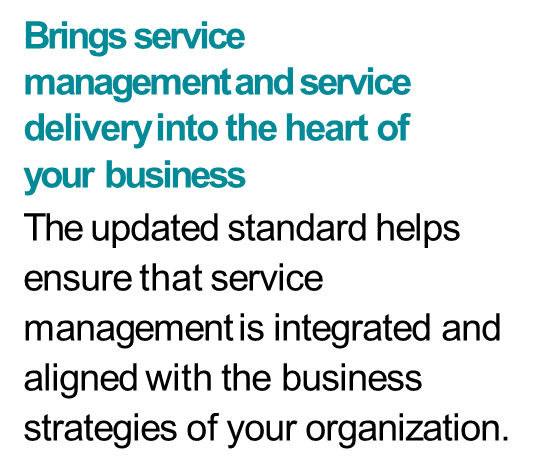 Brings service
management and service
delivery into the heart of
your business
The updated standard helps
ensure that service
management is integrated and
aligned with the business
strategies of your organization.